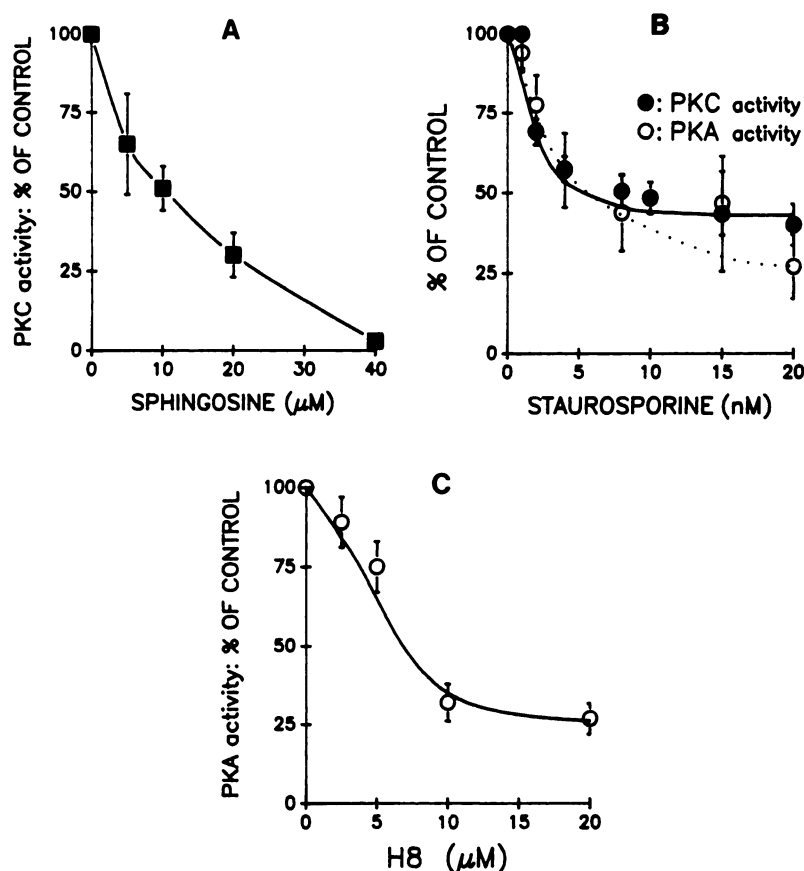 A
PKC activity: % OF CONTROL
100
75
50
25
0
0 10 20 30 40
SPHINGOSINE (μM)
B
% OF CONTROL
100
75
50
25
0
●: PKC activity
○: PKA activity
0 5 10 15 20
STAUROSPORINE (nM)
C
PKA activity: % OF CONTROL
100
75
50
25
0
0 5 10 15 20
H8 (μM)